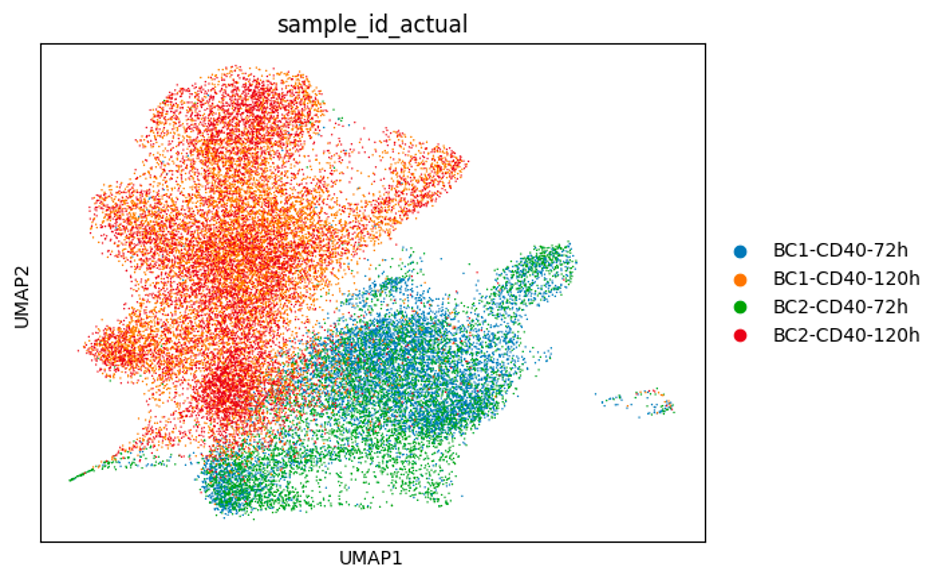 sample_id_actual
UMAP2
BC1-CD40-72h
BC1-CD40-120h
BC2-CD40-72h
BC2-CD40-120h
UMAP1